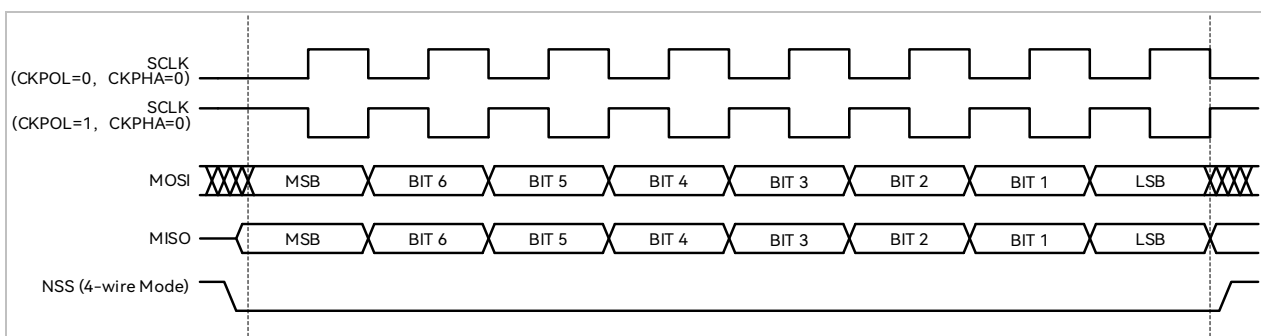 SCLK
(CKPOL=0, CKPHA=0)
SCLK
(CKPOL=1, CKPHA=0)
MOSI MSB BIT 6 BIT 5 BIT 4 BIT 3 BIT 2 BIT 1 LSB
MISO MSB BIT 6 BIT 5 BIT 4 BIT 3 BIT 2 BIT 1 LSB
NSS (4-wire Mode)